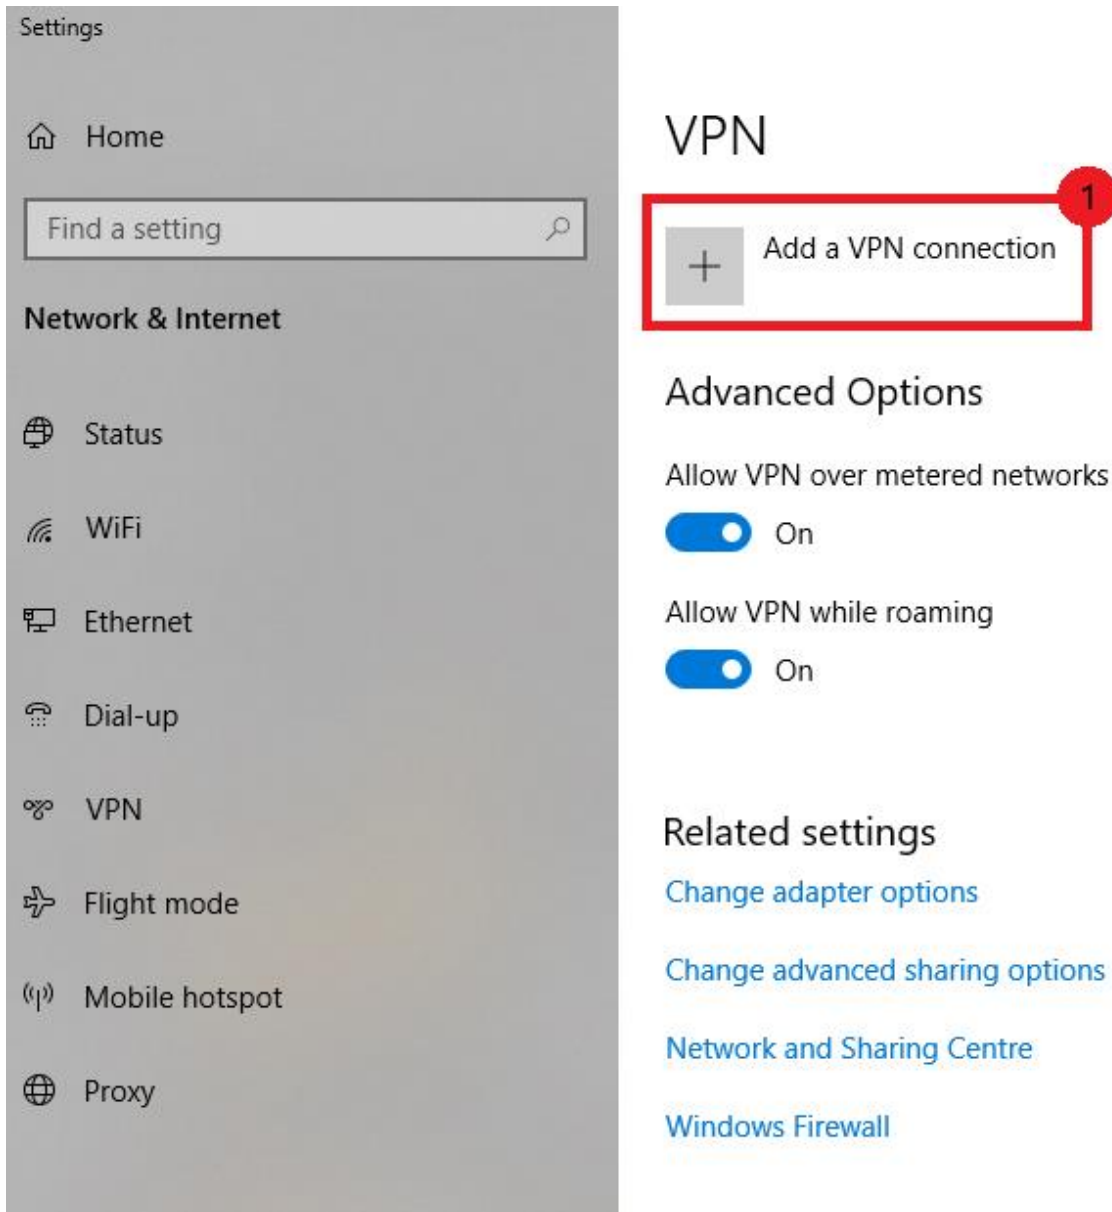 Settings
Home
Find a setting
Network & Internet
Status
WiFi
Ethernet
Dial-up
VPN
Flight mode
Mobile hotspot
Proxy
VPN
1
Add a VPN connection
Advanced Options
Allow VPN over metered networks
On
Allow VPN while roaming
On
Related settings
Change adapter options
Change advanced sharing options
Network and Sharing Centre
Windows Firewall